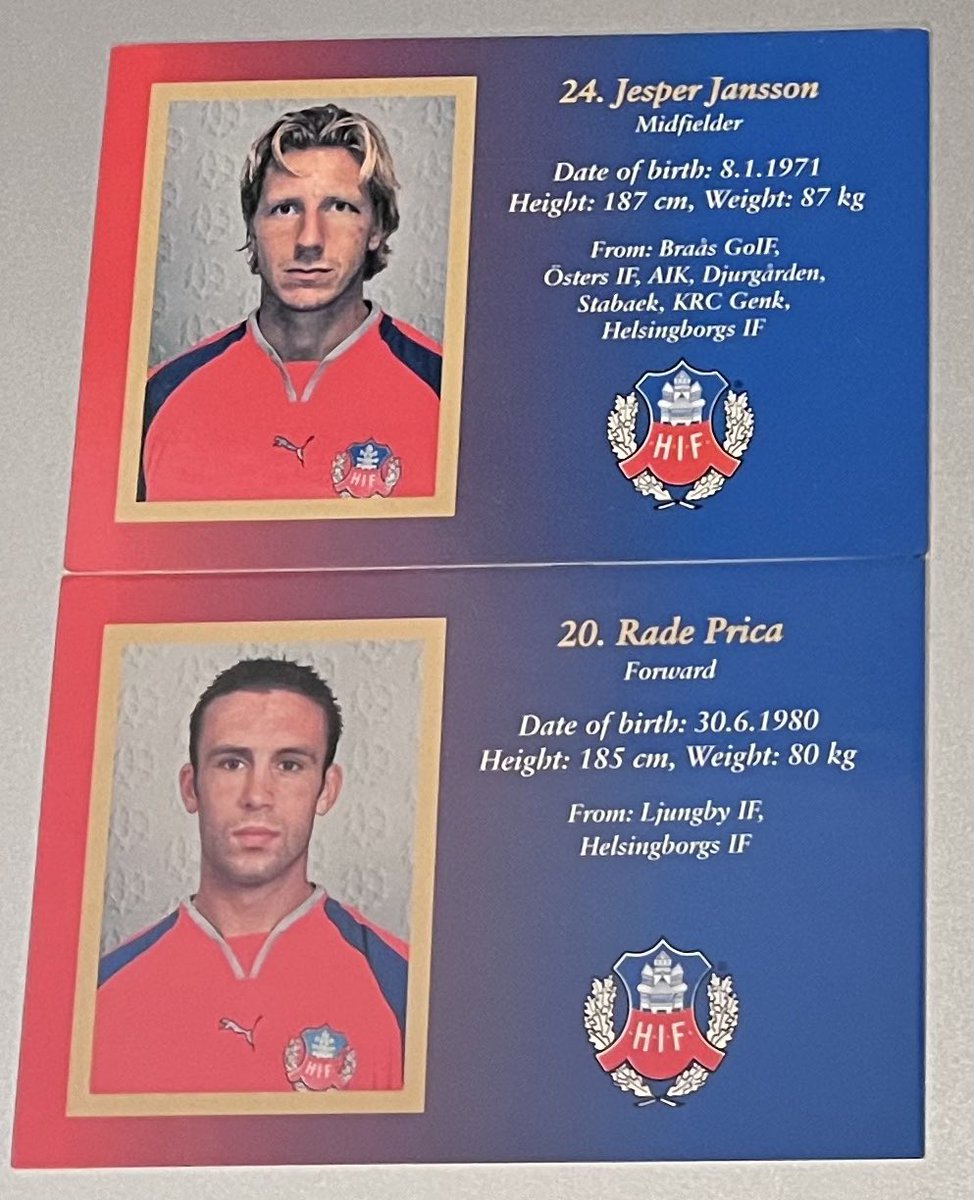 24. Jesper Jansson
Midfielder
Date of birth: 8.1.1971
Height: 187 cm, Weight: 87 kg
From: Braås GoIF,
Östers IF, AIK, Djurgården,
Stabaek, KRC Genk,
Helsingborgs IF
HIF
HIF
20. Rade Prica
Forward
Date of birth: 30.6.1980
Height: 185 cm, Weight: 80 kg
From: Ljungby IF,
Helsingborgs IF
HIF
HIF